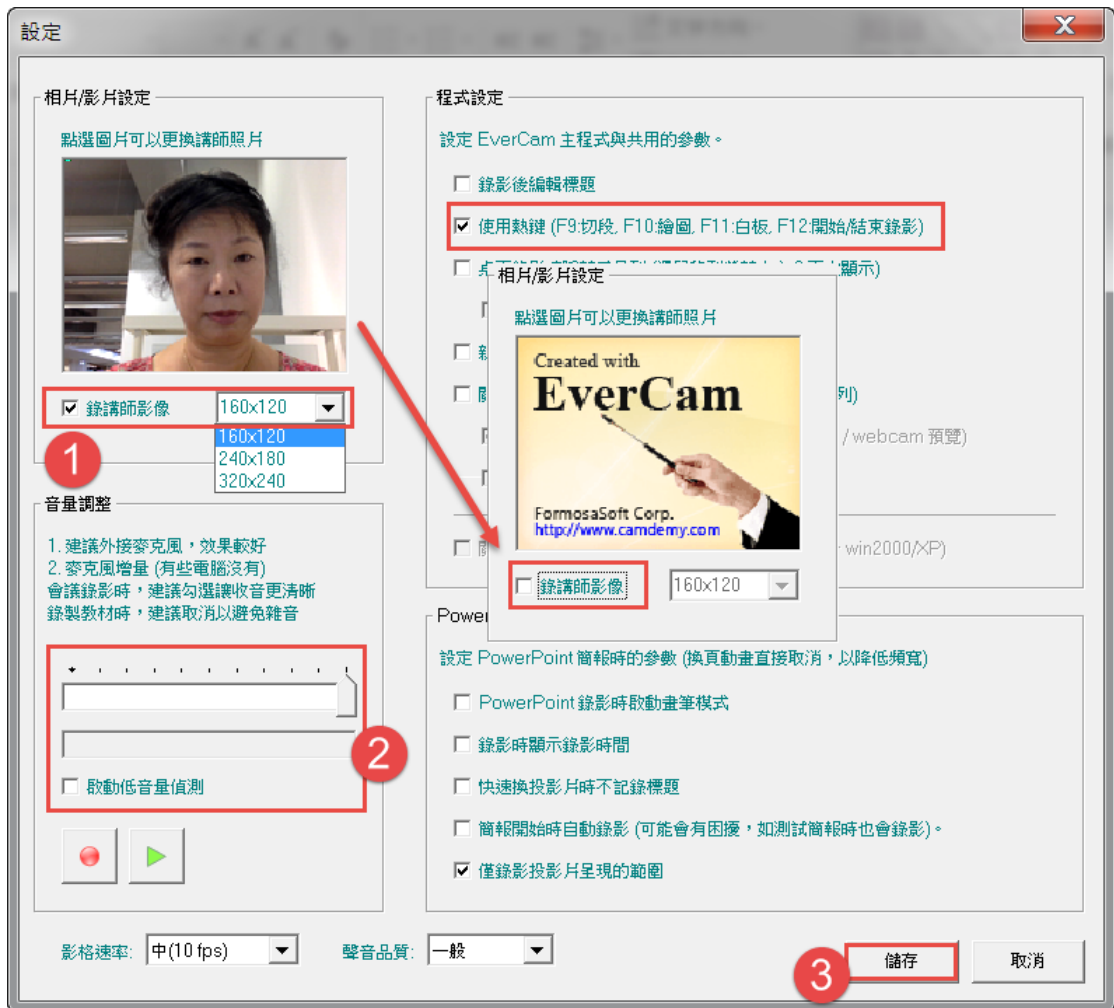 設定
相片/影片設定
點選圖片可以更換講師照片
錄講師影像 160x120
160x120
240x180
320x240
1
音量調整
1. 建議外接麥克風，效果較好
2. 麥克風增量 (有些電腦沒有)
會議錄影時，建議勾選讓收音更清晰
錄製教材時，建議取消以避免雜音
2
啟動低音量偵測
程式設定
設定 EverCam 主程式與共用的參數。
錄影後編輯標題
使用熱鍵 (F9:切段, F10:繪圖, F11:白板, F12:開始/結束錄影)
顯示)
列)
/ webcam 預覽)
win2000/XP)
相片/影片設定
點選圖片可以更換講師照片
Created with
EverCam
FormosaSoft Corp.
http://www.camdemy.com
錄講師影像 160x120
Power
設定 PowerPoint 簡報時的參數 (換頁動畫直接取消，以降低頻寬)
PowerPoint 錄影時啟動畫筆模式
錄影時顯示錄影時間
快速換投影片時不記錄標題
簡報開始時自動錄影 (可能會有困擾，如測試簡報時也會錄影)。
僅錄影投影片呈現的範圍
影格速率: 中(10 fps) 聲音品質: 一般
3
儲存 取消